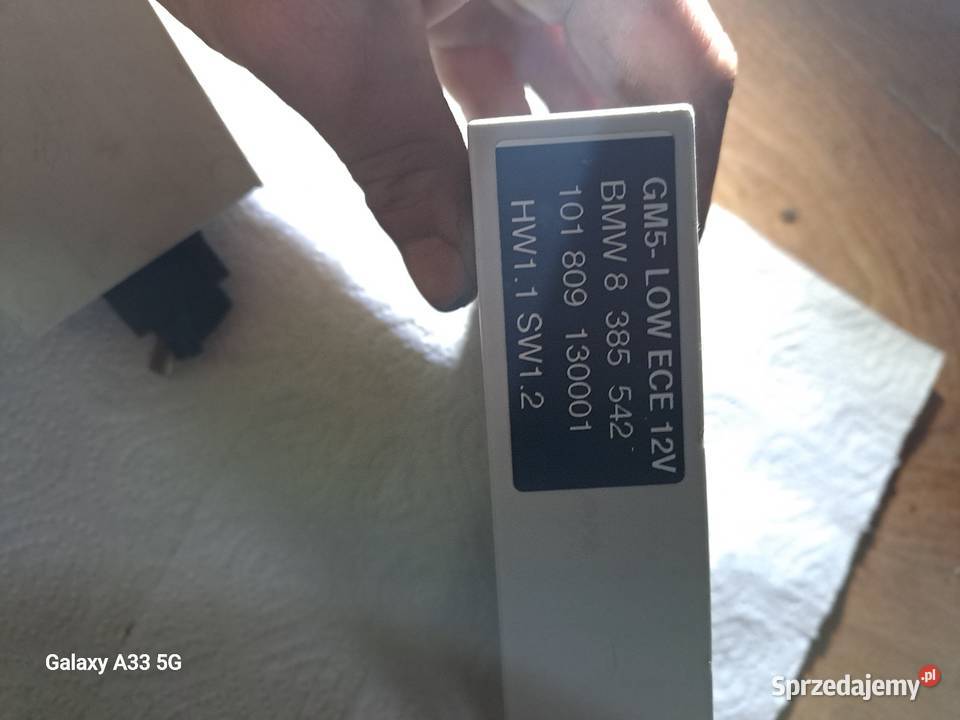 GM5- LOW ECE 12V
BMW 8 385 542
101 809 130001
HW1.1 SW1.2
Galaxy A33 5G
Sprzedajemy.pl